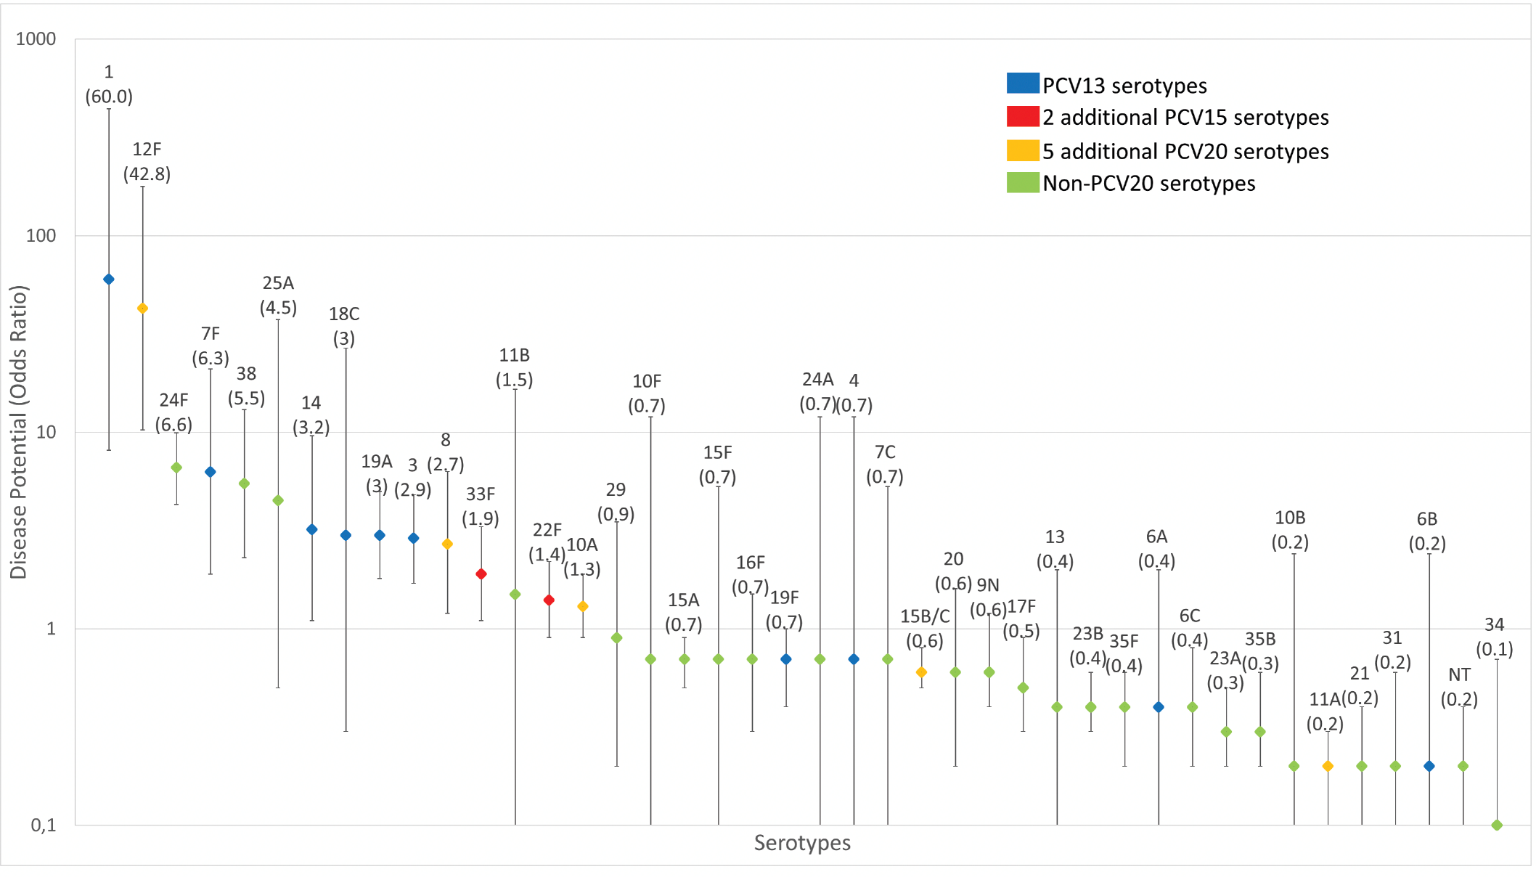 1000
100
10
1
0,1
Disease Potential (Odds Ratio)
Serotypes
PCV13 serotypes
2 additional PCV15 serotypes
5 additional PCV20 serotypes
Non-PCV20 serotypes
1
(60.0)
12F
(42.8)
24F
(6.6)
7F
(6.3)
38
(5.5)
25A
(4.5)
14
(3.2)
18C
(3)
19A
(3)
3
(2.9)
8
(2.7)
33F
(1.9)
11B
(1.5)
22F
(1.4)
10A
(1.3)
29
(0.9)
10F
(0.7)
15A
(0.7)
15F
(0.7)
16F
(0.7)
19F
(0.7)
24A
(0.7)
4
(0.7)
7C
(0.7)
15B/C
(0.6)
20
(0.6)
9N
(0.6)
17F
(0.5)
13
(0.4)
23B
(0.4)
35F
(0.4)
6A
(0.4)
6C
(0.4)
23A
(0.3)
35B
(0.3)
10B
(0.2)
11A
(0.2)
21
(0.2)
31
(0.2)
6B
(0.2)
NT
(0.2)
34
(0.1)